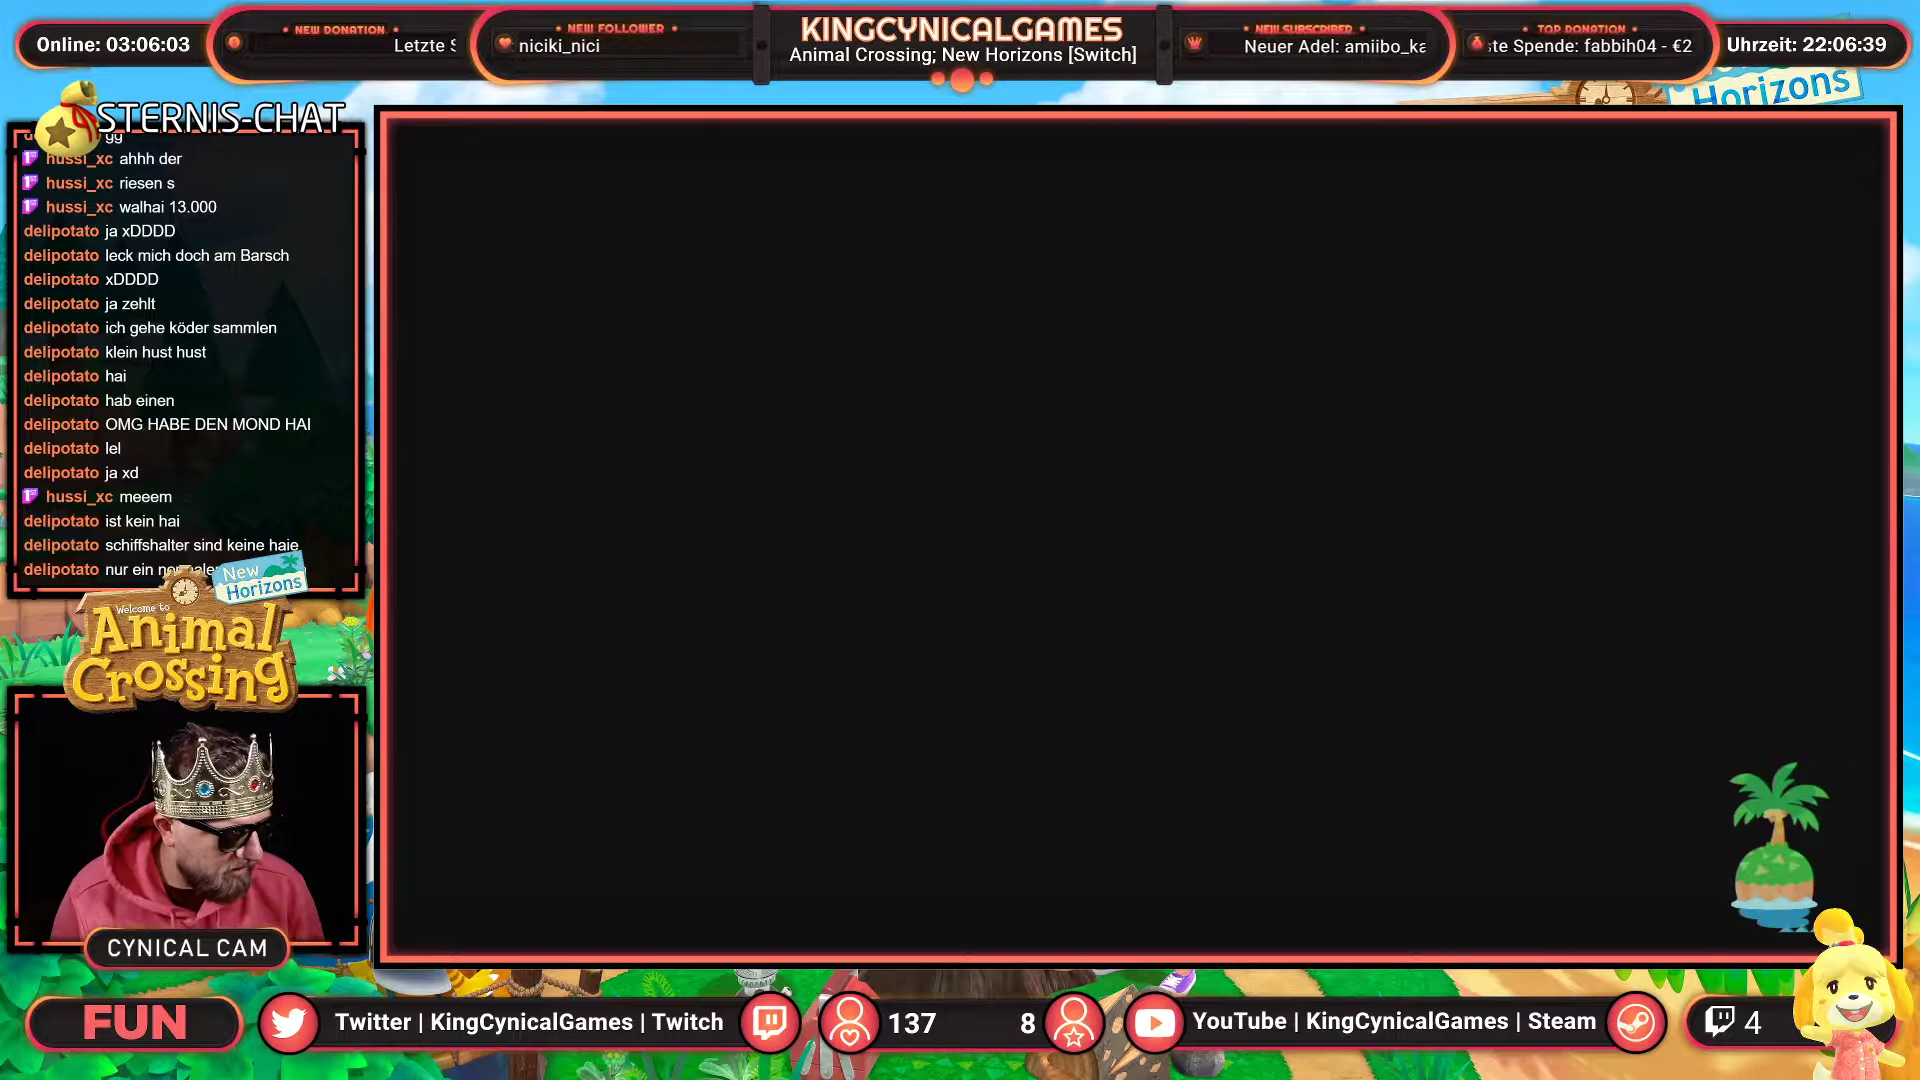 Online: 03:06:03
NEW DONATION
Letzte
NEW FOLLOWER
niciki_nici
KINGCYNICALGAMES
Animal Crossing; New Horizons [Switch]
NEW SUBSCRIBER
Neuer Adel: amiibo_ka
TOP DONATION
te Spende: fabbih04 - €2
Uhrzeit: 22:06:39
Horizons
STERNIS-CHAT
gg
hussi_xc ahhh der
hussi_xc riesen s
hussi_xc walhai 13.000
delipotato ja xDDDD
delipotato leck mich doch am Barsch
delipotato xDDDD
delipotato ja zehlt
delipotato ich gehe köder sammlen
delipotato klein hust hust
delipotato hai
delipotato hab einen
delipotato OMG HABE DEN MOND HAI
delipotato lel
delipotato ja xd
hussi_xc meeem
delipotato ist kein hai
delipotato schiffshalter sind keine haie
delipotato nur ein
New
Horizons
Welcome to
Animal
Crossing
CYNICAL CAM
FUN
Twitter | KingCynicalGames | Twitch
137
8
YouTube | KingCynicalGames | Steam
4